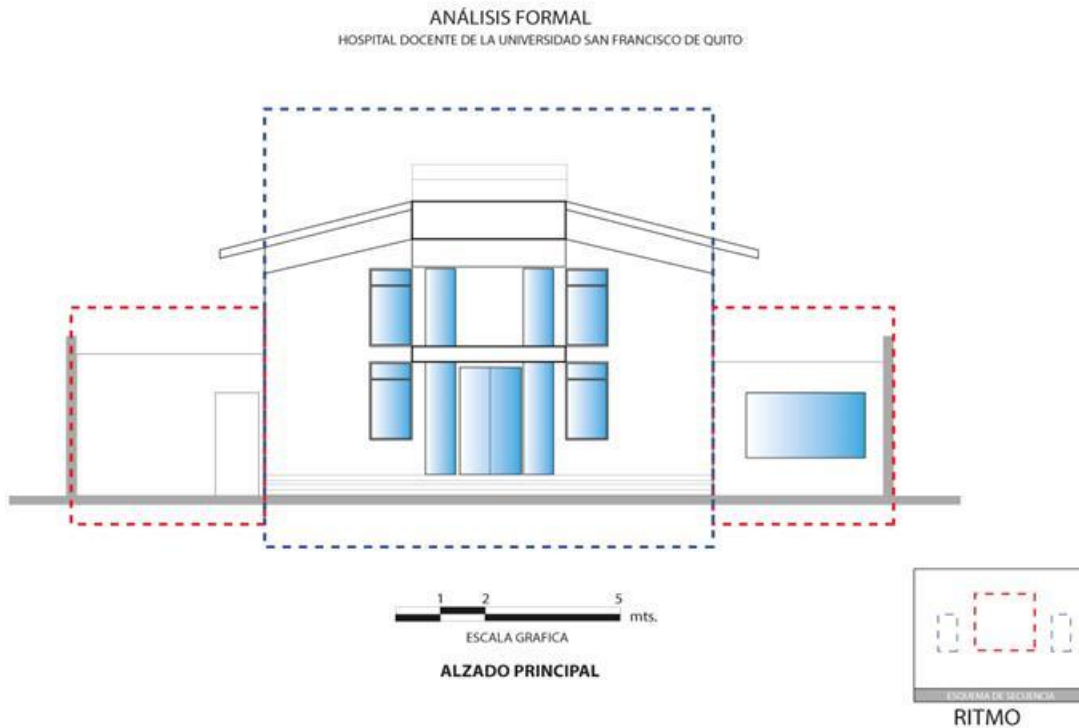 ANÁLISIS FORMAL
HOSPITAL DOCENTE DE LA UNIVERSIDAD SAN FRANCISCO DE QUITO
1 2 5
mts.
ESCALA GRAFICA
ALZADO PRINCIPAL
ESQUEMA DE SECUENCIA
RITMO